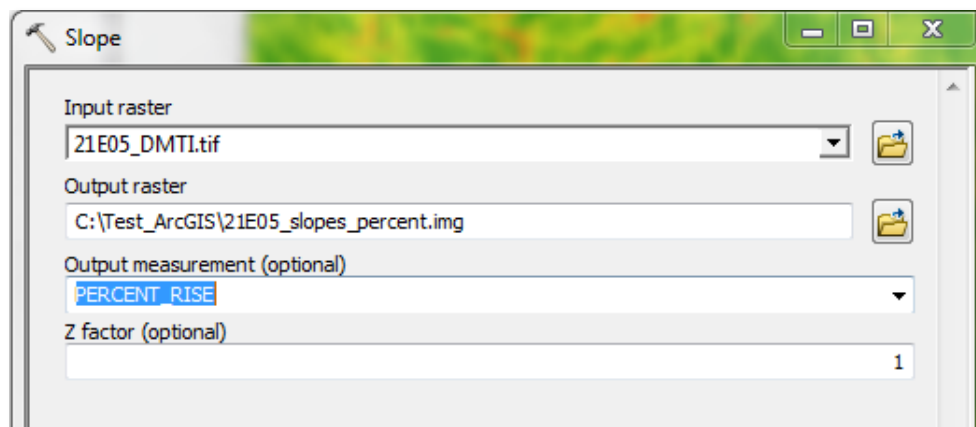 Slope
Input raster
21E05_DMTI.tif
Output raster
C:\Test_ArcGIS\21E05_slopes_percent.img
Output measurement (optional)
PERCENT_RISE
Z factor (optional)
1